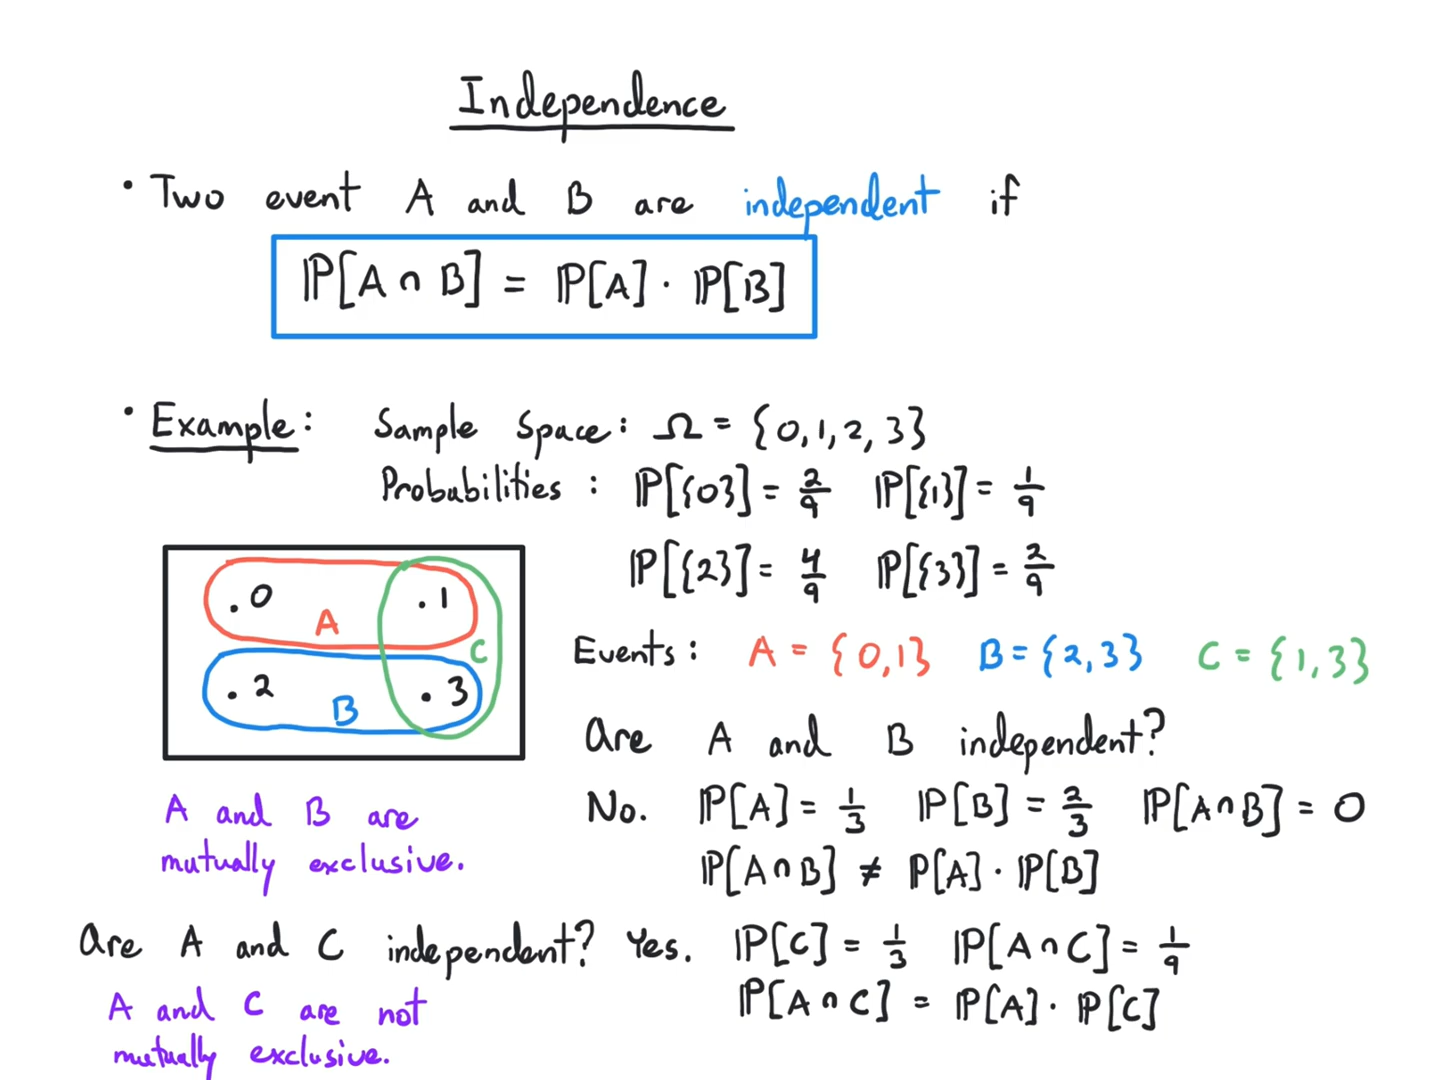 Independence
• Two event A and B are independent if
ℙ[A ∩ B] = ℙ[A] · ℙ[B]
• Example: Sample Space: Ω = {0, 1, 2, 3}
Probabilities: ℙ[{0}] = 2/9 ℙ[{1}] = 1/9
ℙ[{2}] = 4/9 ℙ[{3}] = 2/9
.0 A .1
C
.2 B .3
Events: A = {0,1} B = {2,3} C = {1,3}
Are A and B independent?
No. ℙ[A] = 1/3 ℙ[B] = 2/3 ℙ[A∩B] = 0
ℙ[A∩B] ≠ ℙ[A] · ℙ[B]
A and B are
mutually exclusive.
Are A and C independent? Yes. ℙ[C] = 1/3 ℙ[A∩C] = 1/9
ℙ[A∩C] = ℙ[A] · ℙ[C]
A and C are not
mutually exclusive.